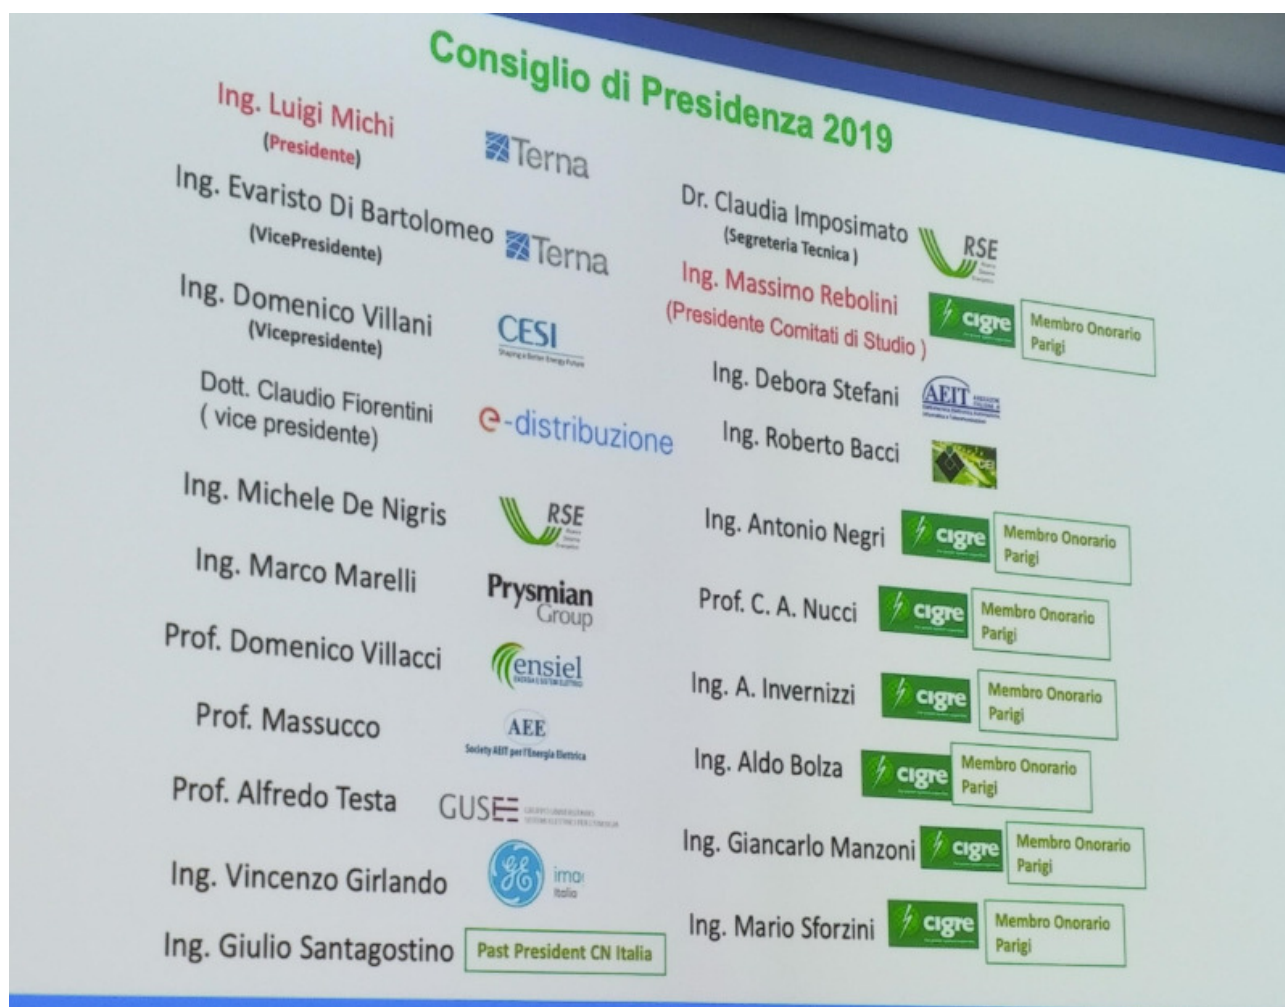 Consiglio di Presidenza 2019
Ing. Luigi Michi
(Presidente)
Terna
Ing. Evaristo Di Bartolomeo
(VicePresidente)
Terna
Ing. Domenico Villani
(Vicepresidente)
CESI
Shaping a Better Energy Future
Dott. Claudio Fiorentini
( vice presidente)
e-distribuzione
Ing. Michele De Nigris
RSE
Ing. Marco Marelli
Prysmian
Group
Prof. Domenico Villacci
ensiel
Prof. Massucco
AEE
Society AEIT per l'Energia Elettrica
Prof. Alfredo Testa
GUSEE
Ing. Vincenzo Girlando
GE
Italia
Ing. Giulio Santagostino
Past President CN Italia
Dr. Claudia Imposimato
(Segreteria Tecnica )
RSE
Ing. Massimo Rebolini
(Presidente Comitati di Studio )
cigre
Membro Onorario
Parigi
Ing. Debora Stefani
AEIT
Ing. Roberto Bacci
CEI
Ing. Antonio Negri
cigre
Membro Onorario
Parigi
Prof. C. A. Nucci
cigre
Membro Onorario
Parigi
Ing. A. Invernizzi
cigre
Membro Onorario
Parigi
Ing. Aldo Bolza
cigre
Membro Onorario
Parigi
Ing. Giancarlo Manzoni
cigre
Membro Onorario
Parigi
Ing. Mario Sforzini
cigre
Membro Onorario
Parigi